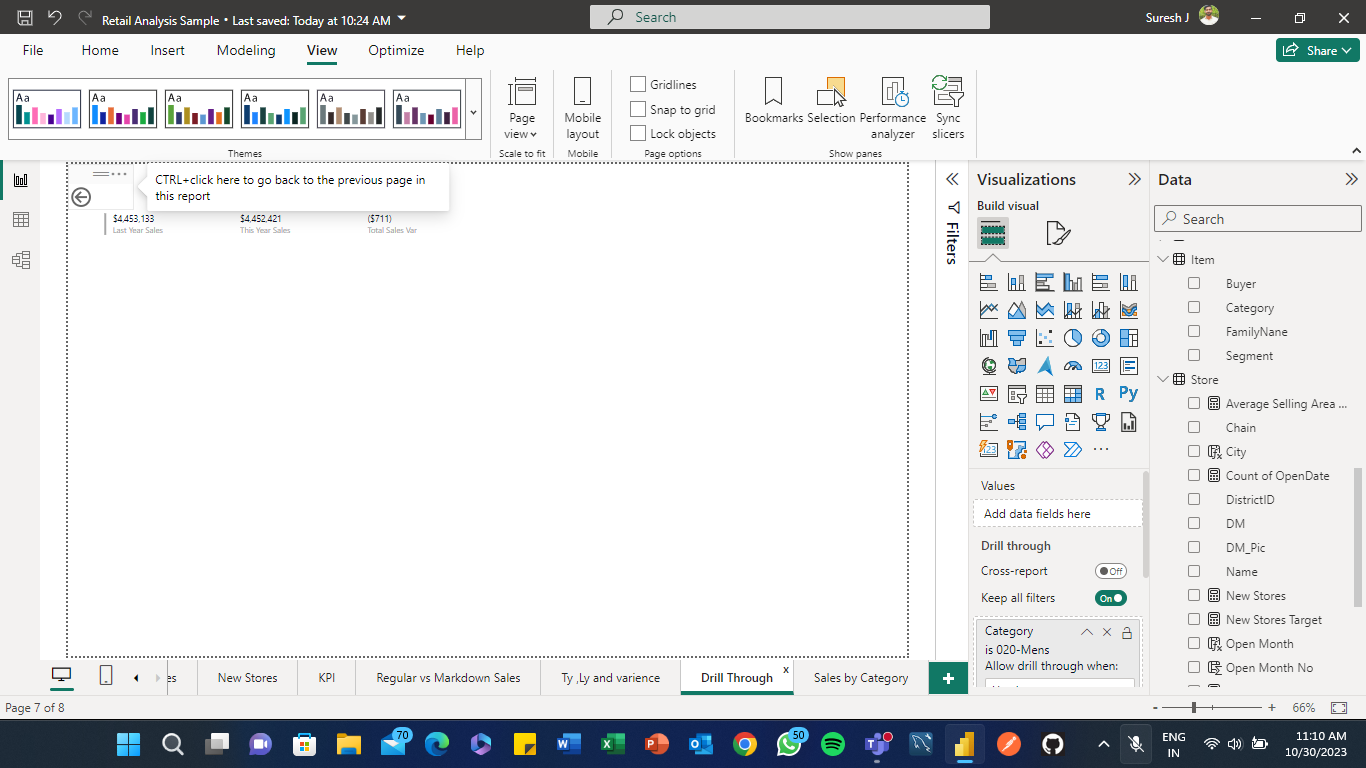 Retail Analysis Sample • Last saved: Today at 10:24 AM
Search
Suresh J
File
Home
Insert
Modeling
View
Optimize
Help
Share
Aa
Aa
Aa
Aa
Aa
Aa
Themes
Page
view
Scale to fit
Mobile
layout
Mobile
Gridlines
Snap to grid
Lock objects
Page options
Bookmarks
Selection
Performance
analyzer
Sync
slicers
Show panes
CTRL+click here to go back to the previous page in
this report
$4,453,133
Last Year Sales
$4,452,421
This Year Sales
($711)
Total Sales Var
Filters
Visualizations
Build visual
123
R
Py
123
Values
Add data fields here
Drill through
Cross-report
Off
Keep all filters
On
Category
is 020-Mens
Allow drill through when:
Data
Search
Item
Buyer
Category
FamilyNane
Segment
Store
Average Selling Area ...
Chain
City
Count of OpenDate
DistrictID
DM
DM_Pic
Name
New Stores
New Stores Target
Open Month
Open Month No
es
New Stores
KPI
Regular vs Markdown Sales
Ty ,Ly and varience
Drill Through
x
Sales by Category
+
Page 7 of 8
- + 66%
70
50
ENG
IN
11:10 AM
10/30/2023